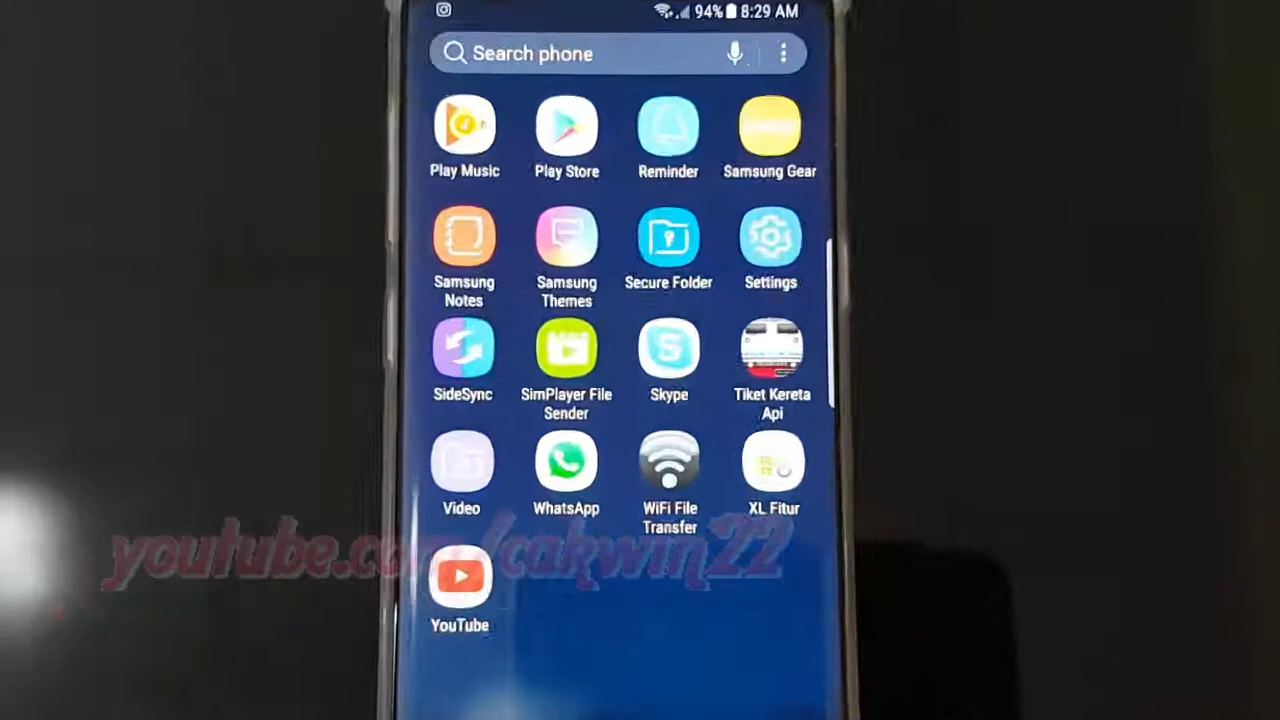 94% 8:29 AM
Search phone
Play Music
Play Store
Reminder
Samsung Gear
Samsung
Notes
Samsung
Themes
Secure Folder
Settings
SideSync
SimPlayer File
Sender
Skype
Tiket Kereta
Api
Video
WhatsApp
WiFi File
Transfer
XL Fitur
youtube.com/cakwin22
YouTube